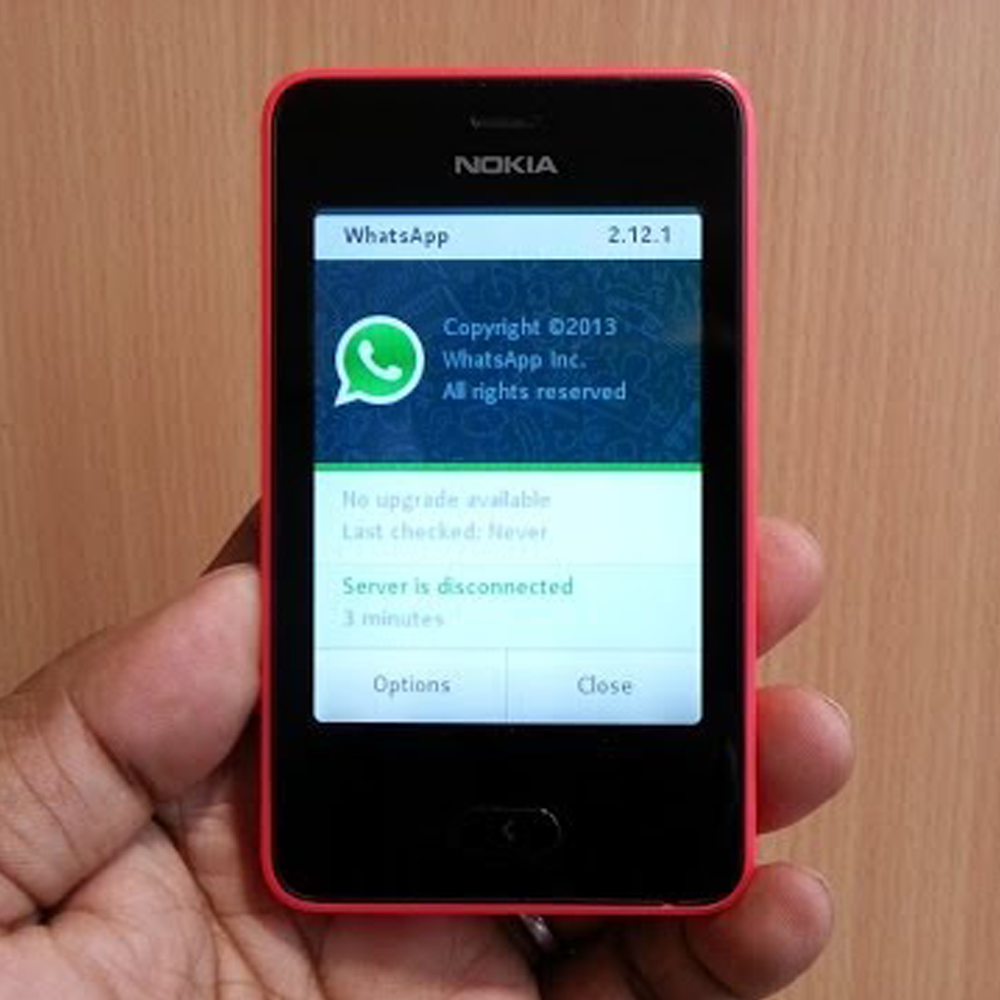 NOKIA
WhatsApp 2.12.1
Copyright ©2013
WhatsApp Inc.
All rights reserved
No upgrade available
Last checked: Never
Server is disconnected
3 minutes
Options Close